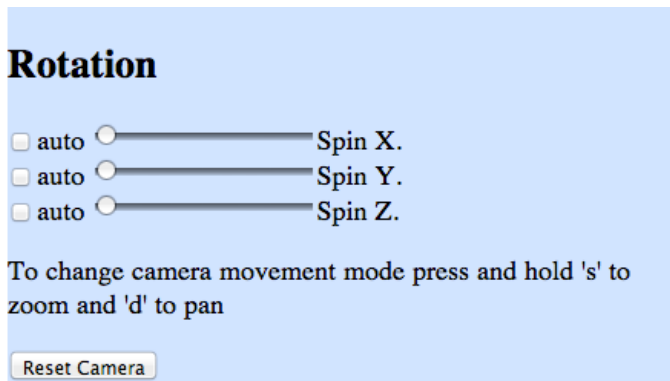 Rotation
auto Spin X.
auto Spin Y.
auto Spin Z.
To change camera movement mode press and hold 's' to
zoom and 'd' to pan
Reset Camera